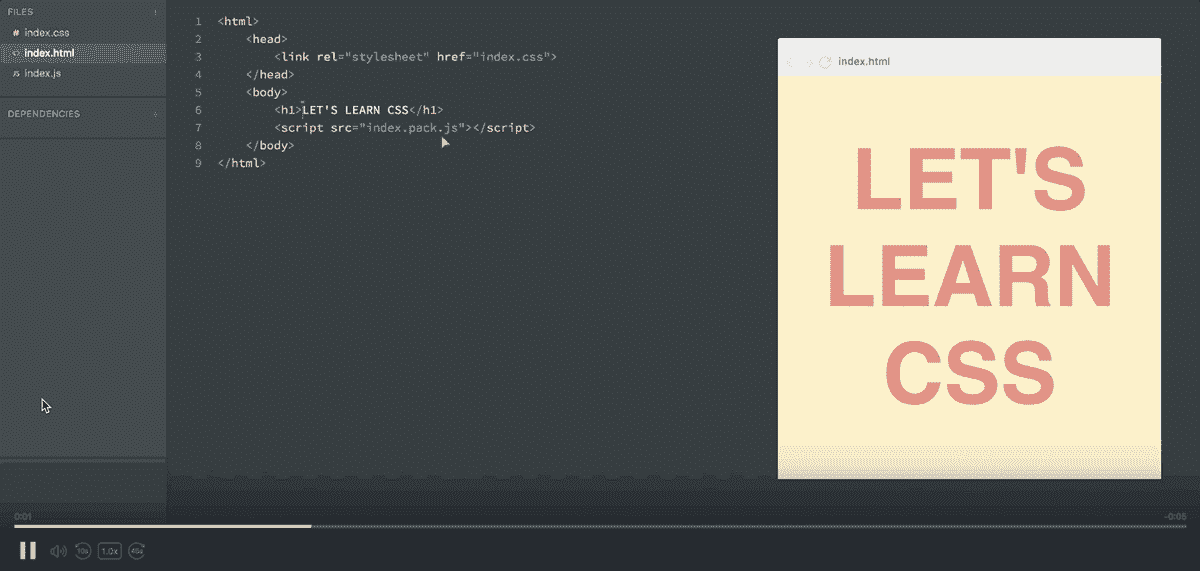 FILES
index.css
index.html
index.js
DEPENDENCIES
1 <html>
2 <head>
3 <link rel="stylesheet" href="index.css">
4 </head>
5 <body>
6 <h1>LET'S LEARN CSS</h1>
7 <script src="index.pack.js"></script>
8 </body>
9 </html>
index.html
LET'S
LEARN
CSS
0:01
-0:05
10s
1.0x